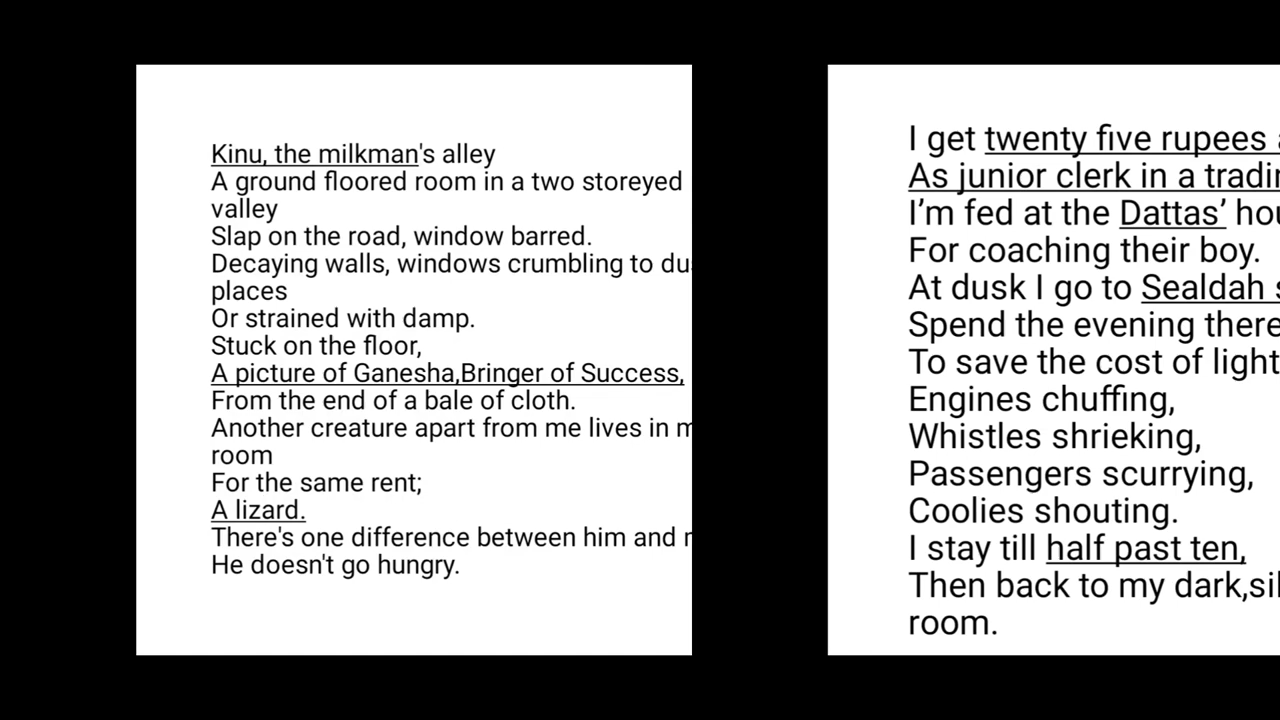 Kinu, the milkman's alley
A ground floored room in a two storeyed
valley
Slap on the road, window barred.
Decaying walls, windows crumbling to
places
Or strained with damp.
Stuck on the floor,
A picture of Ganesha,Bringer of Success,
From the end of a bale of cloth.
Another creature apart from me lives in
room
For the same rent;
A lizard.
There's one difference between him and
He doesn't go hungry.
I get twenty five rupees
As junior clerk in a
I'm fed at the Dattas'
For coaching their boy.
At dusk I go to Sealdah
Spend the evening there
To save the cost of light
Engines chuffing,
Whistles shrieking,
Passengers scurrying,
Coolies shouting.
I stay till half past ten,
Then back to my dark,
room.